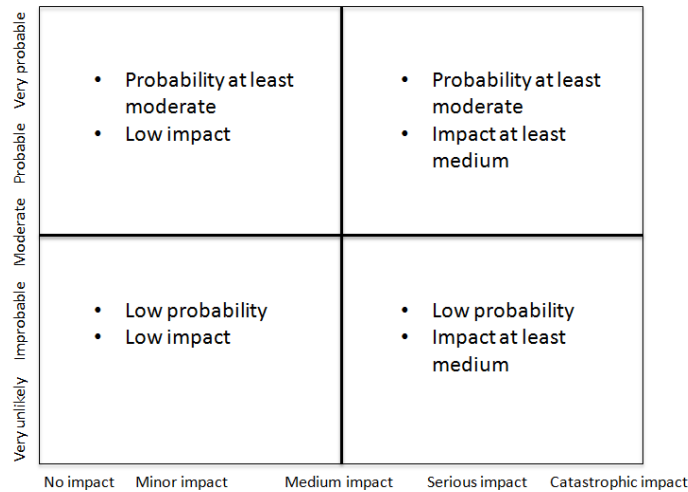 Very probable
Probable
Moderate
Improbable
Very unlikely
• Probability at least
moderate
• Low impact
• Probability at least
moderate
• Impact at least
medium
• Low probability
• Low impact
• Low probability
• Impact at least
medium
No impact
Minor impact
Medium impact
Serious impact
Catastrophic impact